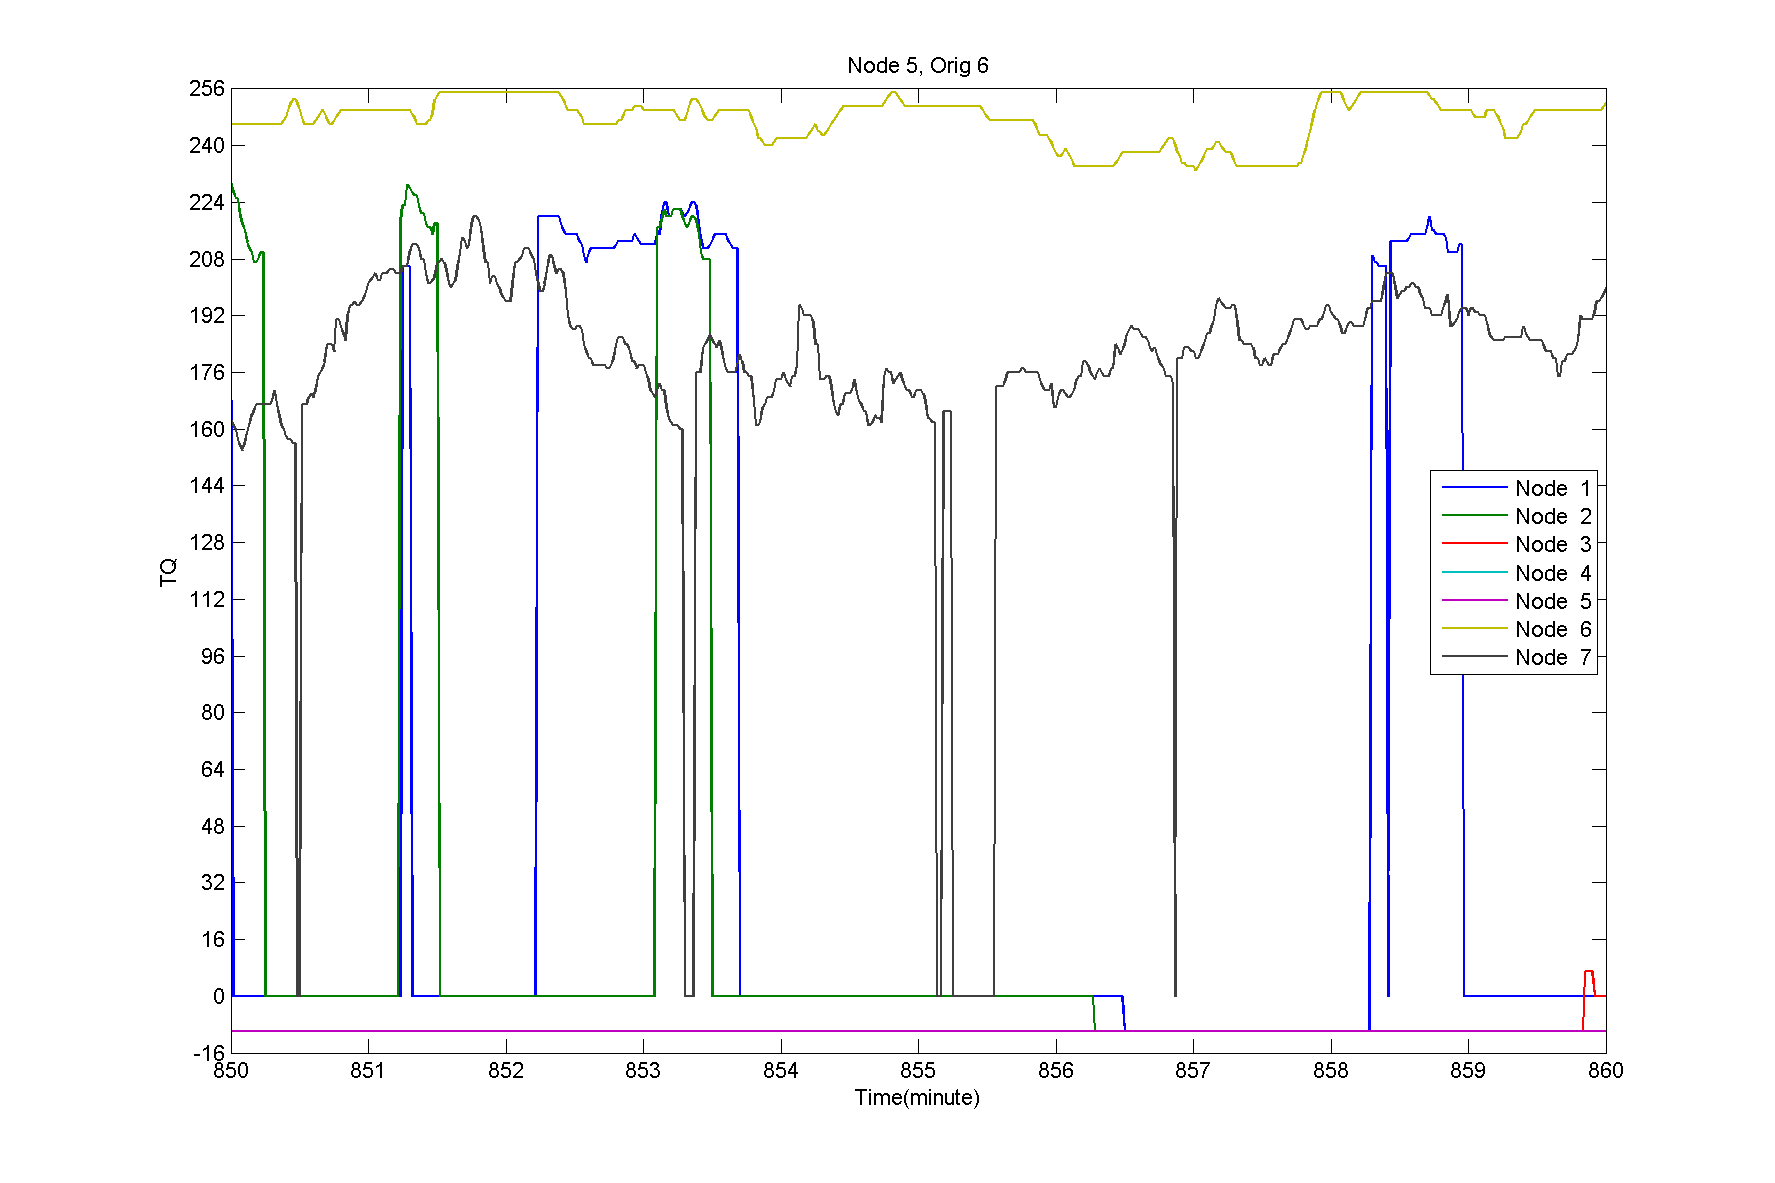 Node 5, Orig 6
256
240
224
208
192
176
160
144
128
112
96
80
64
48
32
16
0
-16
TQ
Node 1
Node 2
Node 3
Node 4
Node 5
Node 6
Node 7
850 851 852 853 854 855 856 857 858 859 860
Time(minute)